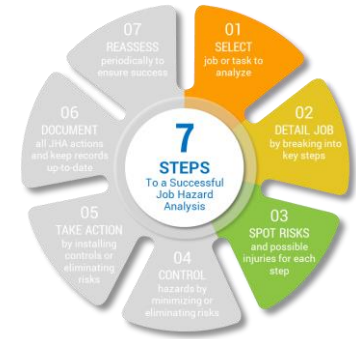 7
STEPS
To a Successful
Job Hazard
Analysis
01
SELECT
job or task to
analyze
02
DETAIL JOB
by breaking into
key steps
03
SPOT RISKS
and possible
injuries for each
step
04
CONTROL
hazards by
minimizing or
eliminating risks
05
TAKE ACTION
by installing
controls or
eliminating
risks
06
DOCUMENT
all JHA actions
and keep records
up-to-date
07
REASSESS
periodically to
ensure success